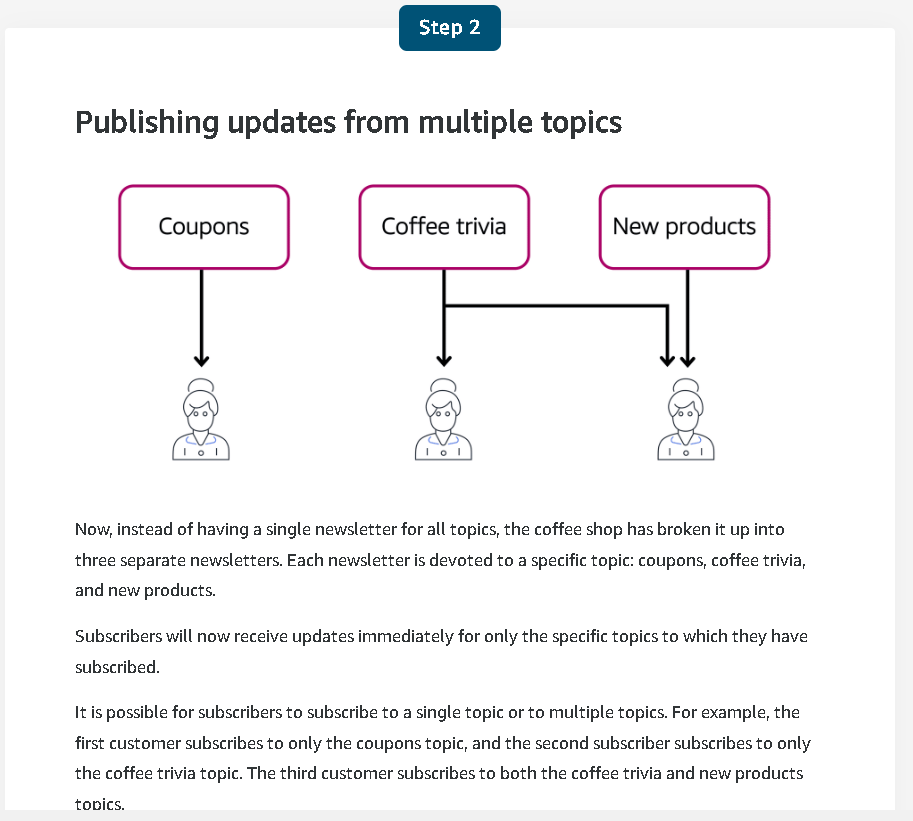 Step 2
Publishing updates from multiple topics
Coupons
Coffee trivia
New products
Now, instead of having a single newsletter for all topics, the coffee shop has broken it up into
three separate newsletters. Each newsletter is devoted to a specific topic: coupons, coffee trivia,
and new products.
Subscribers will now receive updates immediately for only the specific topics to which they have
subscribed.
It is possible for subscribers to subscribe to a single topic or to multiple topics. For example, the
first customer subscribes to only the coupons topic, and the second subscriber subscribes to only
the coffee trivia topic. The third customer subscribes to both the coffee trivia and new products
topics.